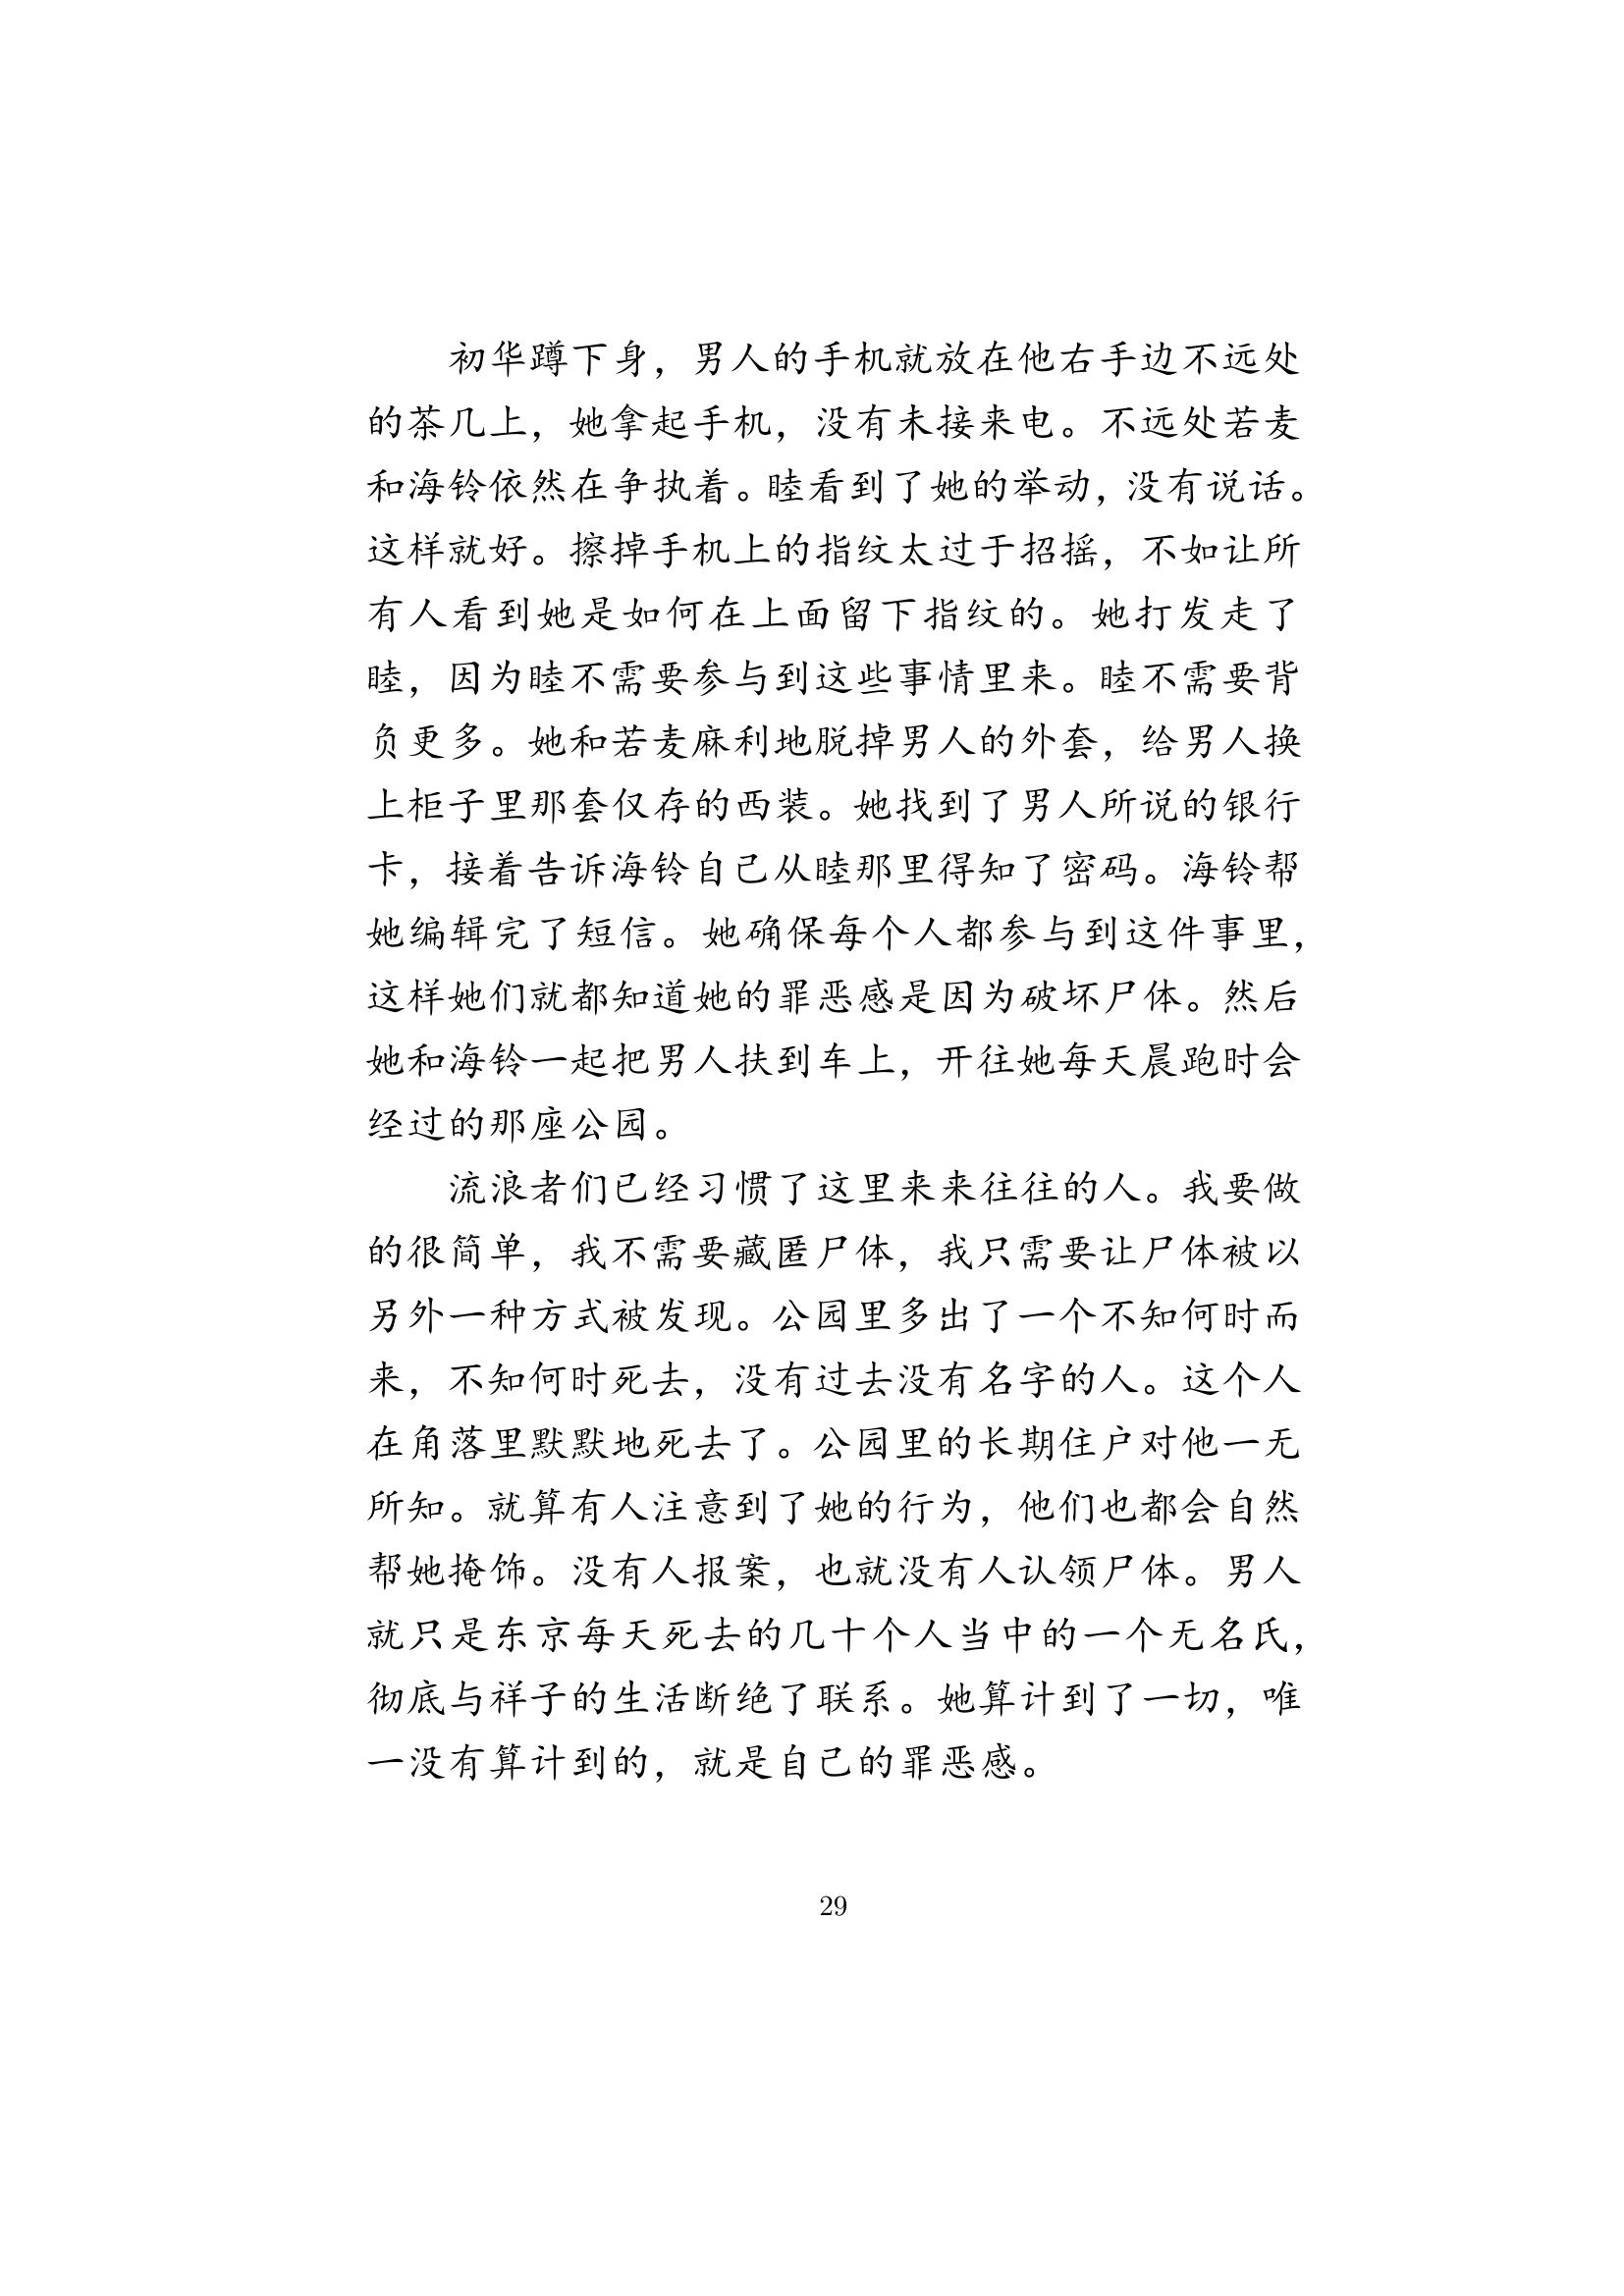 初华蹲下身，男人的手机就放在他右手边不远处
的茶几上，她拿起手机，没有未接来电。不远处若麦
和海铃依然在争执着。睦看到了她的举动，没有说话。
这样就好。擦掉手机上的指纹太过于招摇，不如让所
有人看到她是如何在上面留下指纹的。她打发走了
睦，因为睦不需要参与到这些事情里来。睦不需要背
负更多。她和若麦麻利地脱掉男人的外套，给男人换
上柜子里那套仅存的西装。她找到了男人所说的银行
卡，接着告诉海铃自己从睦那里得知了密码。海铃帮
她编辑完了短信。她确保每个人都参与到这件事里，
这样她们就都知道她的罪恶感是因为破坏尸体。然后
她和海铃一起把男人扶到车上，开往她每天晨跑时会
经过的那座公园。
流浪者们已经习惯了这里来来往往的人。我要做
的很简单，我不需要藏匿尸体，我只需要让尸体被以
另外一种方式被发现。公园里多出了一个不知何时而
来，不知何时死去，没有过去没有名字的人。这个人
在角落里默默地死去了。公园里的长期住户对他一无
所知。就算有人注意到了她的行为，他们也都会自然
帮她掩饰。没有人报案，也就没有人认领尸体。男人
就只是东京每天死去的几十个人当中的一个无名氏，
彻底与祥子的生活断绝了联系。她算计到了一切，唯
一没有算计到的，就是自己的罪恶感。
29